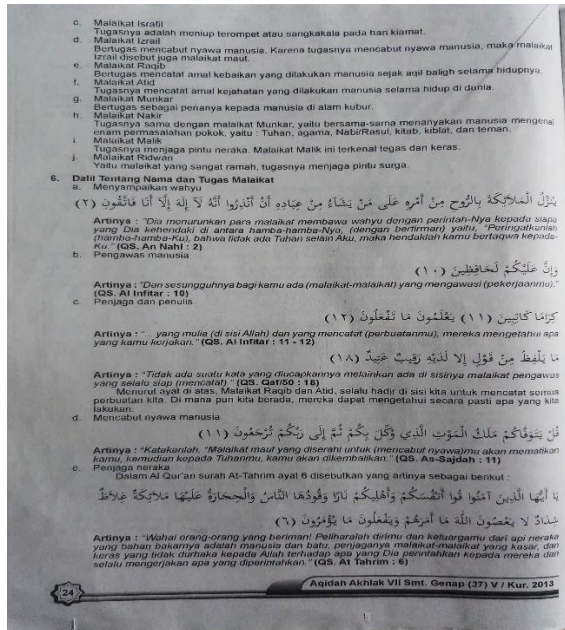 c. Malaikat Israfil
Tugasnya adalah meniup terompet atau sangkakala pada hari kiamat.
d. Malaikat Izrail
Bertugas mencabut nyawa manusia. Karena tugasnya mencabut nyawa manusia, maka malaikat
Izrail disebut juga malaikat maut.
e. Malaikat Raqib
Bertugas mencatat amal kebaikan yang dilakukan manusia sejak aqil baligh selama hidupnya.
f. Malaikat Atid
Tugasnya mencatat amal kejahatan yang dilakukan manusia selama hidup di dunia.
g. Malaikat Munkar
Bertugas sebagai penanya kepada manusia di alam kubur.
h. Malaikat Nakir
Tugasnya sama dengan malaikat Munkar, yaitu bersama-sama menanyakan manusia mengenai
enam permasalahan pokok, yaitu : Tuhan, agama, Nabi/Rasul, kitab, kiblat, dan teman.
i. Malaikat Malik
Tugasnya menjaga pintu neraka. Malaikat Malik ini terkenal tegas dan keras.
j. Malaikat Ridwan
Yaitu malaikat yang sangat ramah, tugasnya menjaga pintu surga.
6. Dalil Tentang Nama dan Tugas Malaikat
a. Menyampaikan wahyu
يُنَزِّلُ الْمَلَائِكَةَ بِالرُّوحِ مِنْ أَمْرِهِ عَلَى مَنْ يَشَاءُ مِنْ عِبَادِهِ أَنْ أَنْذِرُوا أَنَّهُ لَا إِلَهَ إِلَّا أَنَا فَاتَّقُونِ (٢)
Artinya : "Dia menurunkan para malaikat membawa wahyu dengan perintah-Nya kepada siapa
yang Dia kehendaki di antara hamba-hamba-Nya, (dengan berfirman) yaitu, "Peringatkanlah
(hamba-hamba-Ku), bahwa tidak ada Tuhan selain Aku, maka hendaklah kamu bertaqwa kepada-
Ku." (QS. An Nahl : 2)
b. Pengawas manusia
وَإِنَّ عَلَيْكُمْ لَحَافِظِينَ (١٠)
Artinya : "Dan sesungguhnya bagi kamu ada (malaikat-malaikat) yang mengawasi (pekerjaanmu)."
(QS. Al Infitar : 10)
c. Penjaga dan penulis
كِرَامًا كَاتِبِينَ (١١) يَعْلَمُونَ مَا تَفْعَلُونَ (١٢)
Artinya : "... yang mulia (di sisi Allah) dan yang mencatat (perbuatanmu), mereka mengetahui apa
yang kamu kerjakan." (QS. Al Infitar : 11 - 12)
مَا يَلْفِظُ مِنْ قَوْلٍ إِلَّا لَدَيْهِ رَقِيبٌ عَتِيدٌ (١٨)
Artinya : "Tidak ada suatu kata yang diucapkannya melainkan ada di sisinya malaikat pengawas
yang selalu siap (mencatat)." (QS. Qaf/50 : 18)
Menurut ayat di atas, Malaikat Raqib dan Atid, selalu hadir di sisi kita untuk mencatat semua
perbuatan kita. Di mana pun kita berada, mereka dapat mengetahui secara pasti apa yang kita
lakukan.
d. Mencabut nyawa manusia
قُلْ يَتَوَفَّاكُمْ مَلَكُ الْمَوْتِ الَّذِي وُكِّلَ بِكُمْ ثُمَّ إِلَى رَبِّكُمْ تُرْجَعُونَ (١١)
Artinya : "Katakanlah, "Malaikat maut yang diserahi untuk (mencabut nyawa)mu akan mematikan
kamu, kemudian kepada Tuhanmu, kamu akan dikembalikan." (QS. As-Sajdah : 11)
e. Penjaga neraka
Dalam Al Qur'an surah At-Tahrim ayat 6 disebutkan yang artinya sebagai berikut :
يَا أَيُّهَا الَّذِينَ آمَنُوا قُوا أَنْفُسَكُمْ وَأَهْلِيكُمْ نَارًا وَقُودُهَا النَّاسُ وَالْحِجَارَةُ عَلَيْهَا مَلَائِكَةٌ غِلَاظٌ
شِدَادٌ لَا يَعْصُونَ اللَّهَ مَا أَمَرَهُمْ وَيَفْعَلُونَ مَا يُؤْمَرُونَ (٦)
Artinya : "Wahai orang-orang yang beriman! Peliharalah dirimu dan keluargamu dari api neraka
yang bahan bakarnya adalah manusia dan batu, penjaganya malaikat-malaikat yang kasar, dan
keras yang tidak durhaka kepada Allah terhadap apa yang Dia perintahkan kepada mereka dan
selalu mengerjakan apa yang diperintahkan." (QS. At Tahrim : 6)
24
Aqidah Akhlak VII Smt. Genap (37) V / Kur. 2013